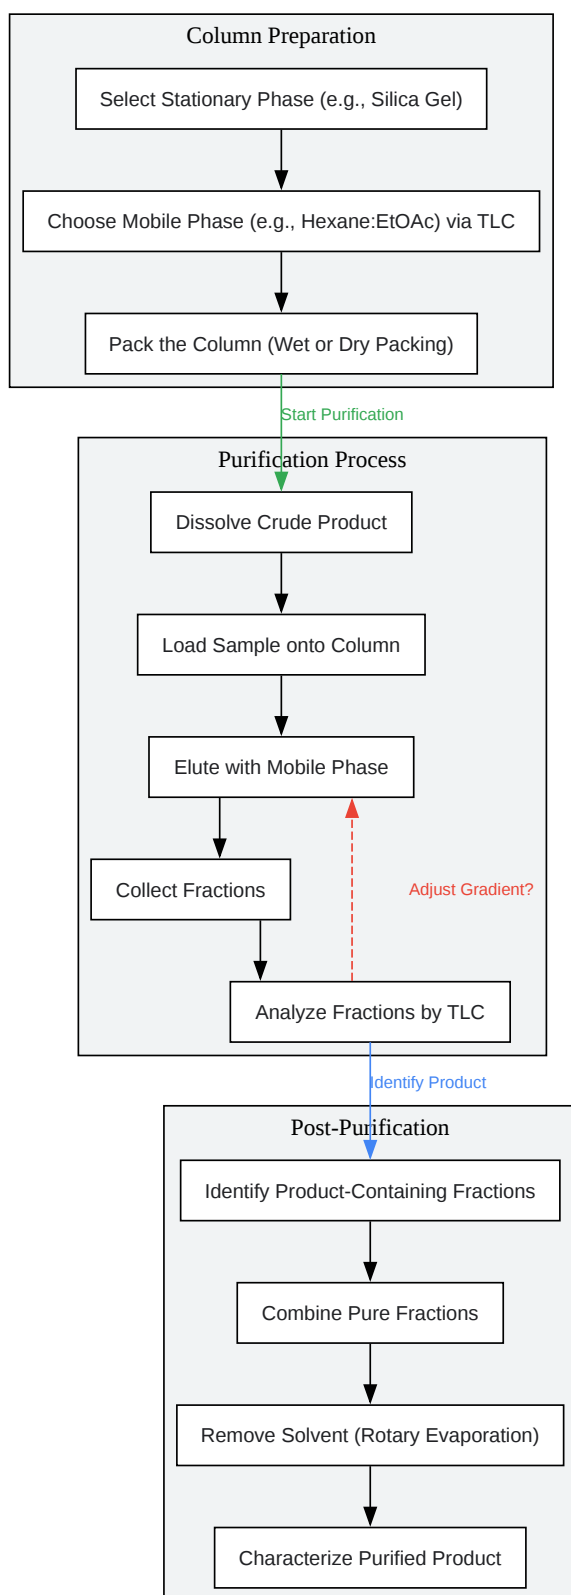 Column Preparation
Select Stationary Phase (e.g., Silica Gel)
Choose Mobile Phase (e.g., Hexane:EtOAc) via TLC
Pack the Column (Wet or Dry Packing)
Start Purification
Purification Process
Dissolve Crude Product
Load Sample onto Column
Elute with Mobile Phase
Collect Fractions
Adjust Gradient?
Analyze Fractions by TLC
Identify Product
Post-Purification
Identify Product-Containing Fractions
Combine Pure Fractions
Remove Solvent (Rotary Evaporation)
Characterize Purified Product